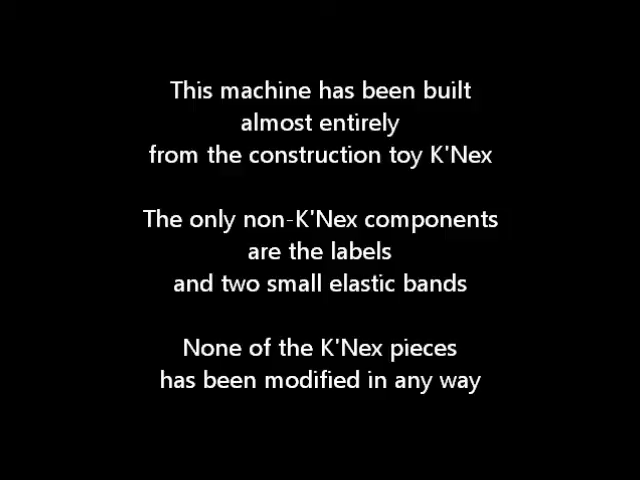 This machine has been built
almost entirely
from the construction toy K'Nex
The only non-K'Nex components
are the labels
and two small elastic bands
None of the K'Nex pieces
has been modified in any way